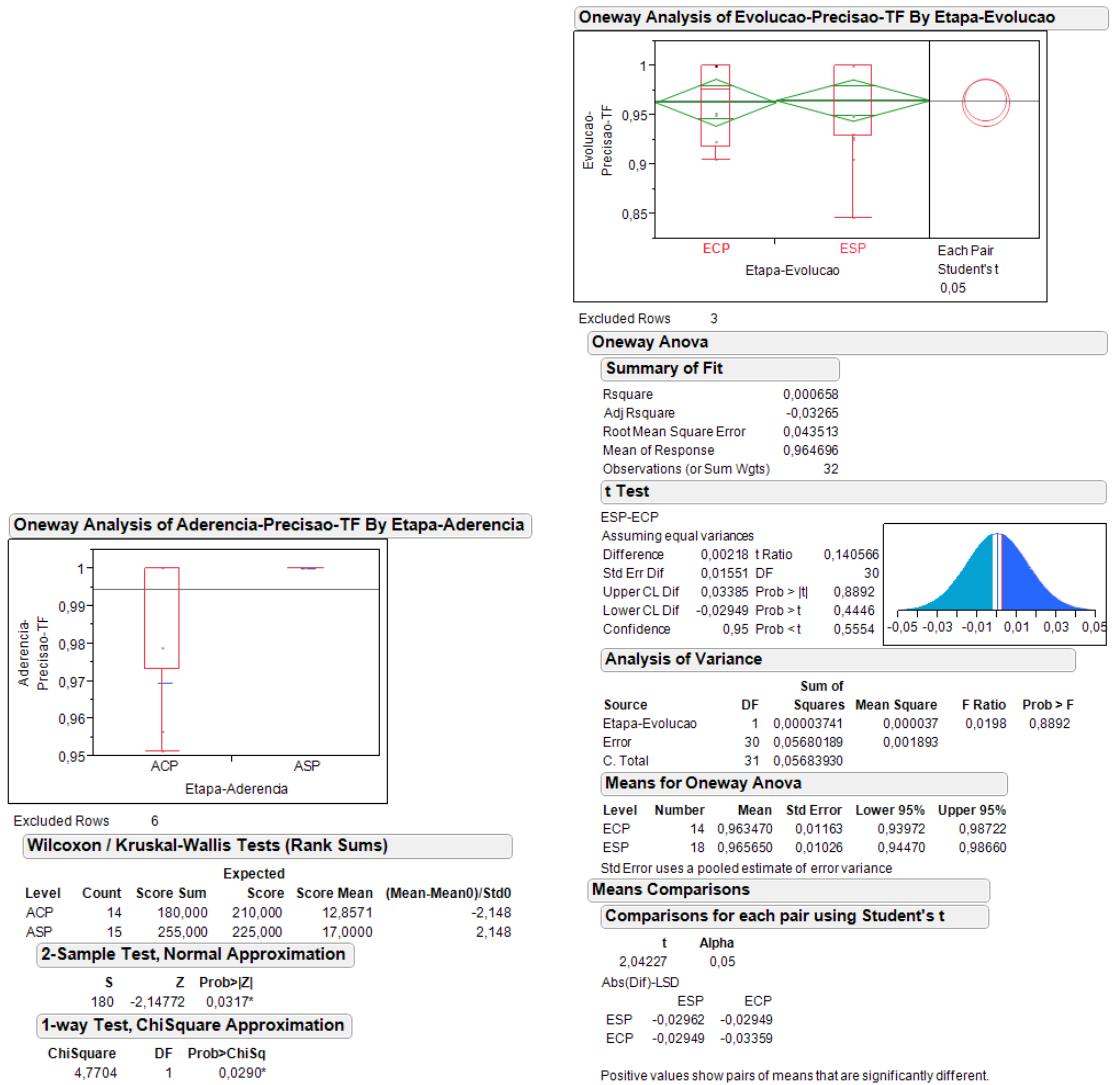 Oneway Analysis of Evolucao-Precisao-TF By Etapa-Evolucao
Evolucao-
Precisao-TF
1
0,95
0,9
0,85
ECP ESP
Etapa-Evolucao
Each Pair
Student's t
0,05
Excluded Rows 3
Oneway Anova
Summary of Fit
Rsquare 0,000658
Adj Rsquare -0,03265
Root Mean Square Error 0,043513
Mean of Response 0,964696
Observations (or Sum Wgts) 32
t Test
ESP-ECP
Assuming equal variances
Difference 0,00218 t Ratio 0,140566
Std Err Dif 0,01551 DF 30
Upper CL Dif 0,03385 Prob > |t| 0,8892
Lower CL Dif -0,02949 Prob > t 0,4446
Confidence 0,95 Prob < t 0,5554
-0,05 -0,03 -0,01 0,01 0,03 0,05
Analysis of Variance
Source DF Sum of Squares Mean Square F Ratio Prob > F
Etapa-Evolucao 1 0,00003741 0,000037 0,0198 0,8892
Error 30 0,05680189 0,001893
C. Total 31 0,05683930
Means for Oneway Anova
Level Number Mean Std Error Lower 95% Upper 95%
ECP 14 0,963470 0,01163 0,93972 0,98722
ESP 18 0,965650 0,01026 0,94470 0,98660
Std Error uses a pooled estimate of error variance
Means Comparisons
Comparisons for each pair using Student's t
t Alpha
2,04227 0,05
Abs(Dif)-LSD
ESP ECP
ESP -0,02962 -0,02949
ECP -0,02949 -0,03359
Positive values show pairs of means that are significantly different.
Oneway Analysis of Aderencia-Precisao-TF By Etapa-Aderencia
Aderencia-
Precisao-TF
1
0,99
0,98
0,97
0,96
0,95
ACP ASP
Etapa-Aderencia
Excluded Rows 6
Wilcoxon / Kruskal-Wallis Tests (Rank Sums)
Expected
Level Count Score Sum Score Score Mean (Mean-Mean0)/Std0
ACP 14 180,000 210,000 12,8571 -2,148
ASP 15 255,000 225,000 17,0000 2,148
2-Sample Test, Normal Approximation
S Z Prob>|Z|
180 -2,14772 0,0317*
1-way Test, ChiSquare Approximation
ChiSquare DF Prob>ChiSq
4,7704 1 0,0290*